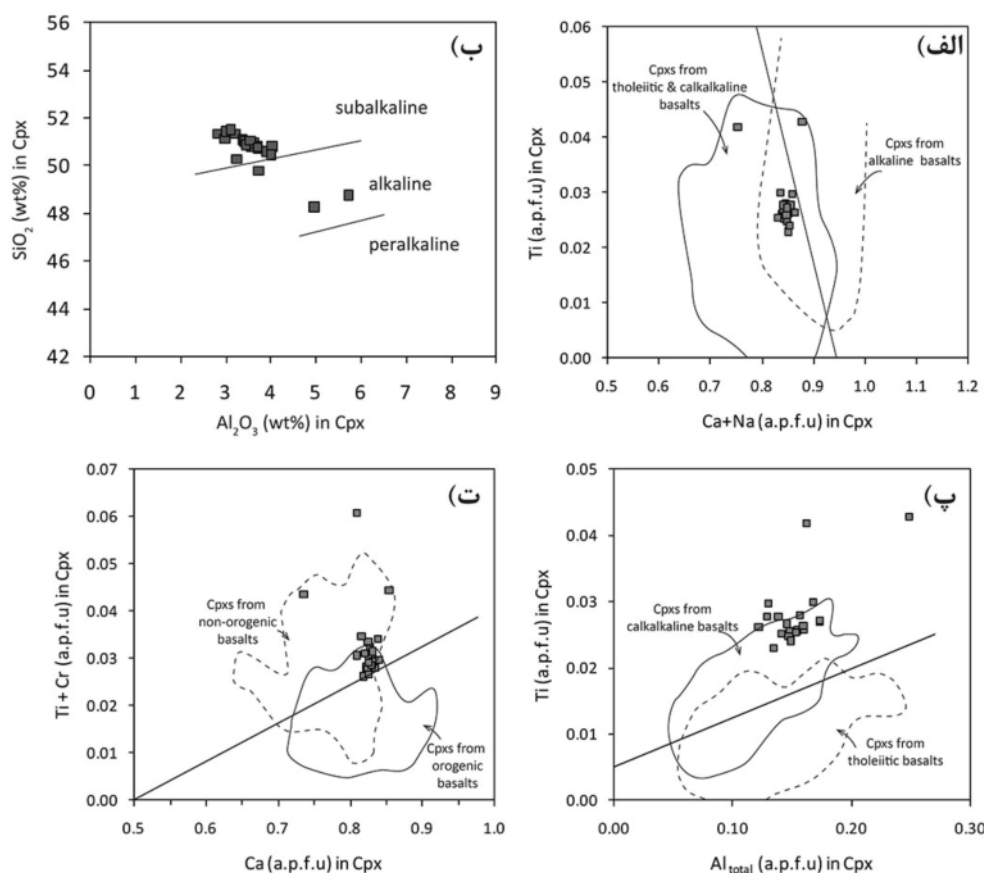 الف)
0.06
0.05
0.04
0.03
0.02
0.01
0.00
Ti (a.p.f.u) in Cpx
Cpxs from
tholeiitic & calkalkaline
basalts
Cpxs from
alkaline basalts
0.5
0.6
0.7
0.8
0.9
1.0
1.1
1.2
Ca+Na (a.p.f.u) in Cpx
ب)
56
54
52
50
48
46
44
42
SiO₂ (wt%) in Cpx
subalkaline
alkaline
peralkaline
0
1
2
3
4
5
6
7
8
9
Al₂O₃ (wt%) in Cpx
پ)
0.05
0.04
0.03
0.02
0.01
0.00
Ti (a.p.f.u) in Cpx
Cpxs from
calkalkaline basalts
Cpxs from
tholeiitic basalts
0.00
0.10
0.20
0.30
Al total (a.p.f.u) in Cpx
ت)
0.07
0.06
0.05
0.04
0.03
0.02
0.01
0.00
Ti + Cr (a.p.f.u) in Cpx
Cpxs from
non-orogenic
basalts
Cpxs from
orogenic
basalts
0.5
0.6
0.7
0.8
0.9
1.0
Ca (a.p.f.u) in Cpx